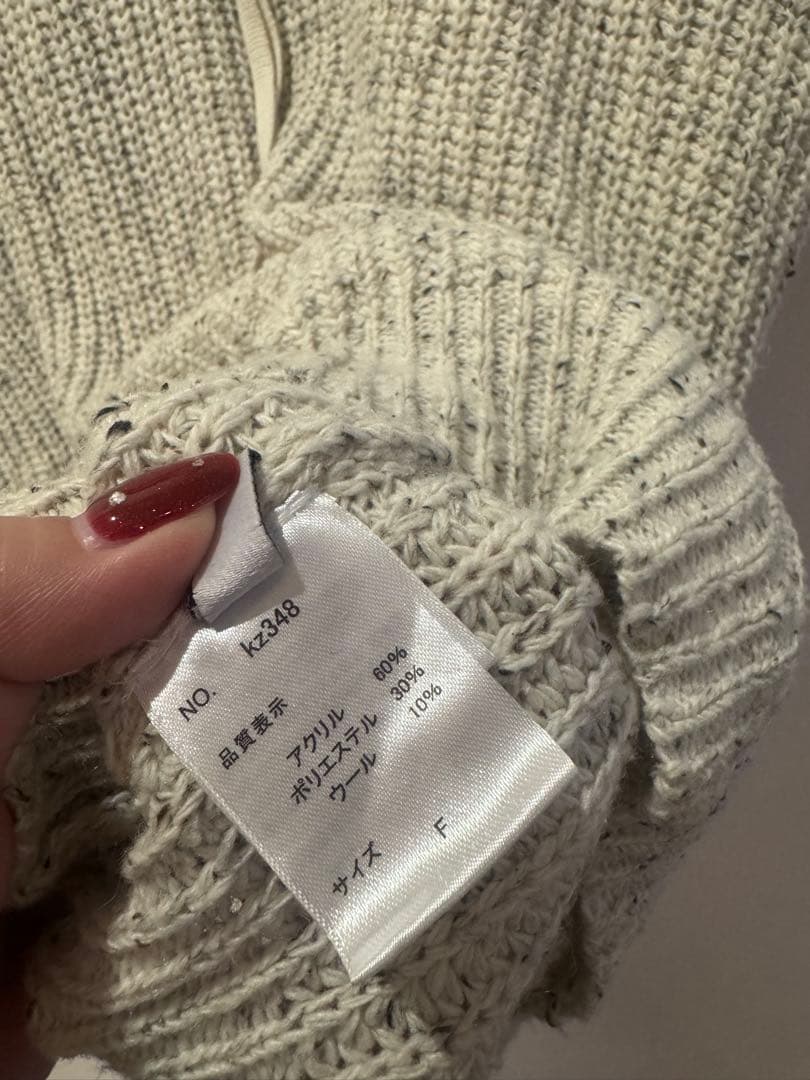 NO. kz348
品質表示
アクリル 60%
ポリエステル 30%
ウール 10%
サイズ F